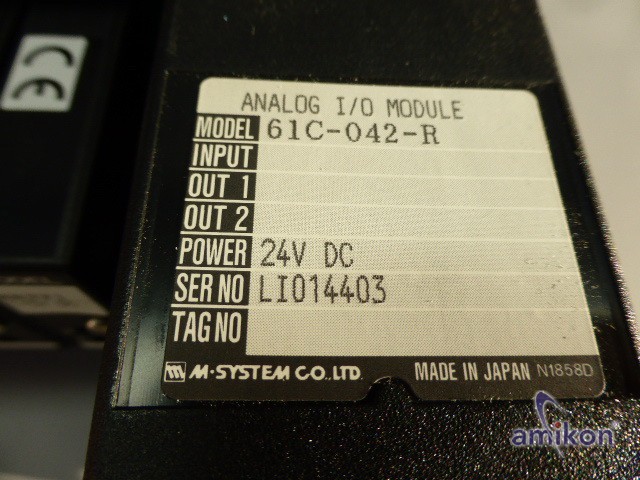 CE
ANALOG I/O MODULE
MODEL 61C-042-R
INPUT
OUT 1
OUT 2
POWER 24V DC
SER NO LI014403
TAG NO
M-SYSTEM CO., LTD. MADE IN JAPAN N1858D
amikon